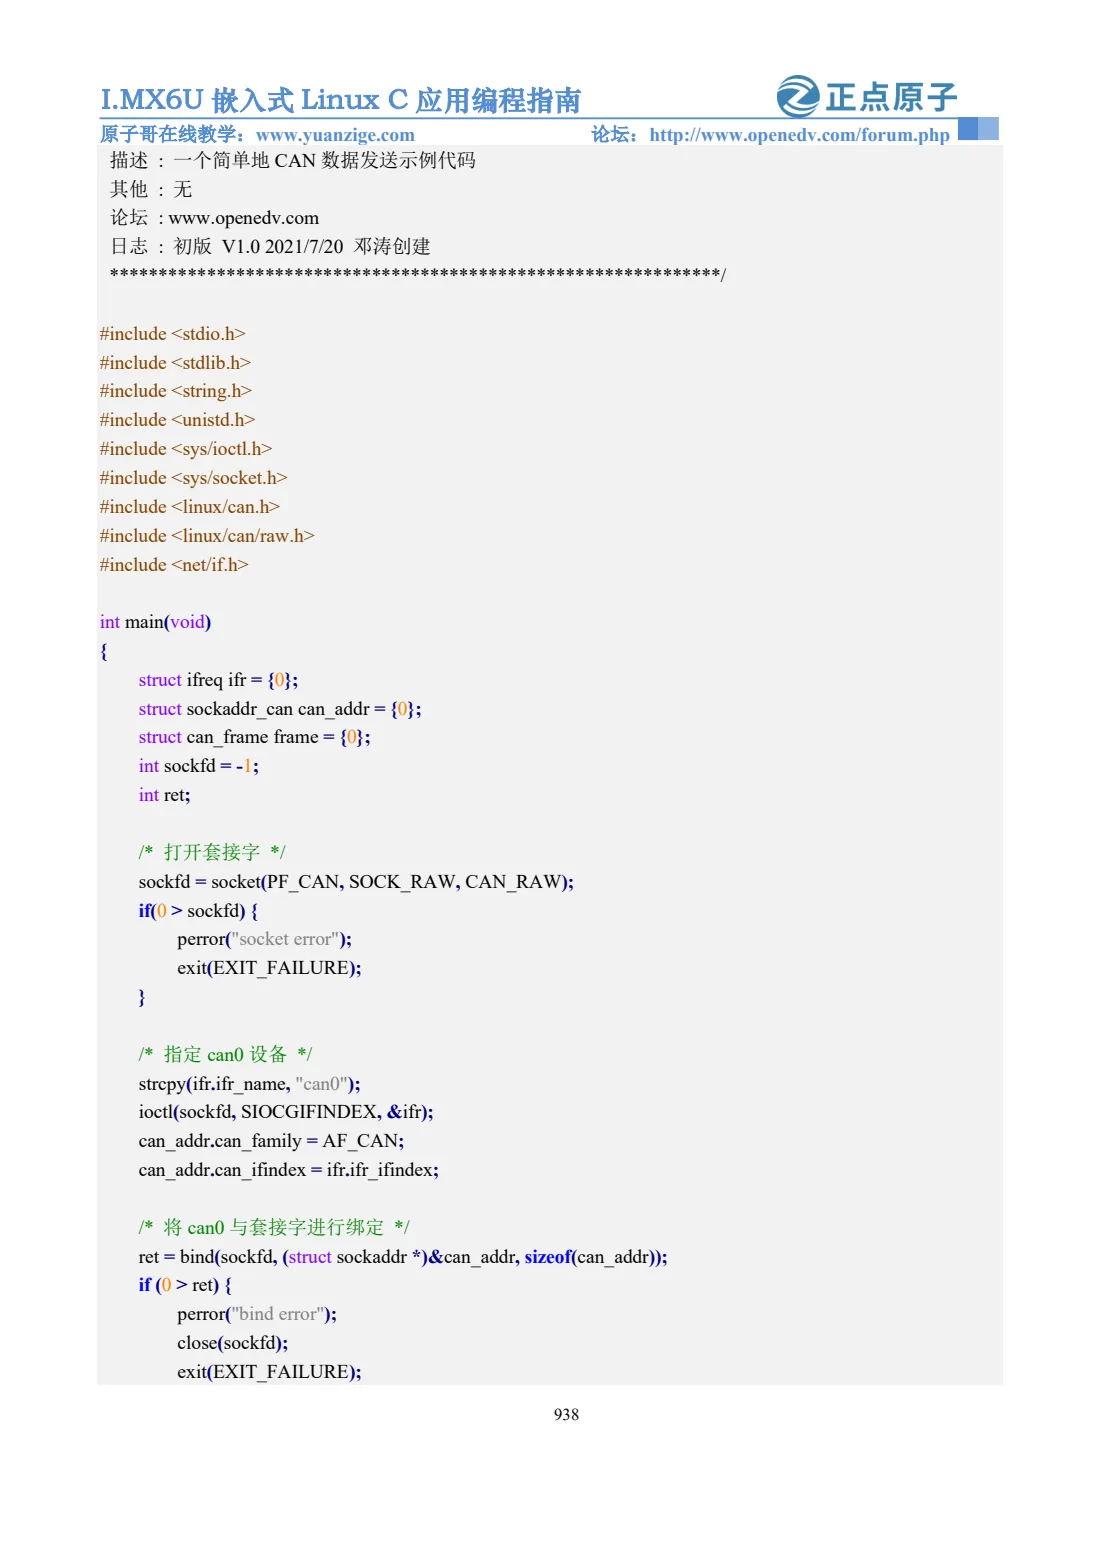 I.MX6U 嵌入式 Linux C 应用编程指南
正点原子
原子哥在线教学：www.yuanzige.com
论坛：http://www.openedv.com/forum.php
描述 : 一个简单地 CAN 数据发送示例代码
其他 : 无
论坛 : www.openedv.com
日志 : 初版 V1.0 2021/7/20 邓涛创建
***************************************************************/
#include <stdio.h>
#include <stdlib.h>
#include <string.h>
#include <unistd.h>
#include <sys/ioctl.h>
#include <sys/socket.h>
#include <linux/can.h>
#include <linux/can/raw.h>
#include <net/if.h>
int main(void)
{
struct ifreq ifr = {0};
struct sockaddr_can can_addr = {0};
struct can_frame frame = {0};
int sockfd = -1;
int ret;
/* 打开套接字 */
sockfd = socket(PF_CAN, SOCK_RAW, CAN_RAW);
if(0 > sockfd) {
perror("socket error");
exit(EXIT_FAILURE);
}
/* 指定 can0 设备 */
strcpy(ifr.ifr_name, "can0");
ioctl(sockfd, SIOCGIFINDEX, &ifr);
can_addr.can_family = AF_CAN;
can_addr.can_ifindex = ifr.ifr_ifindex;
/* 将 can0 与套接字进行绑定 */
ret = bind(sockfd, (struct sockaddr *)&can_addr, sizeof(can_addr));
if (0 > ret) {
perror("bind error");
close(sockfd);
exit(EXIT_FAILURE);
938